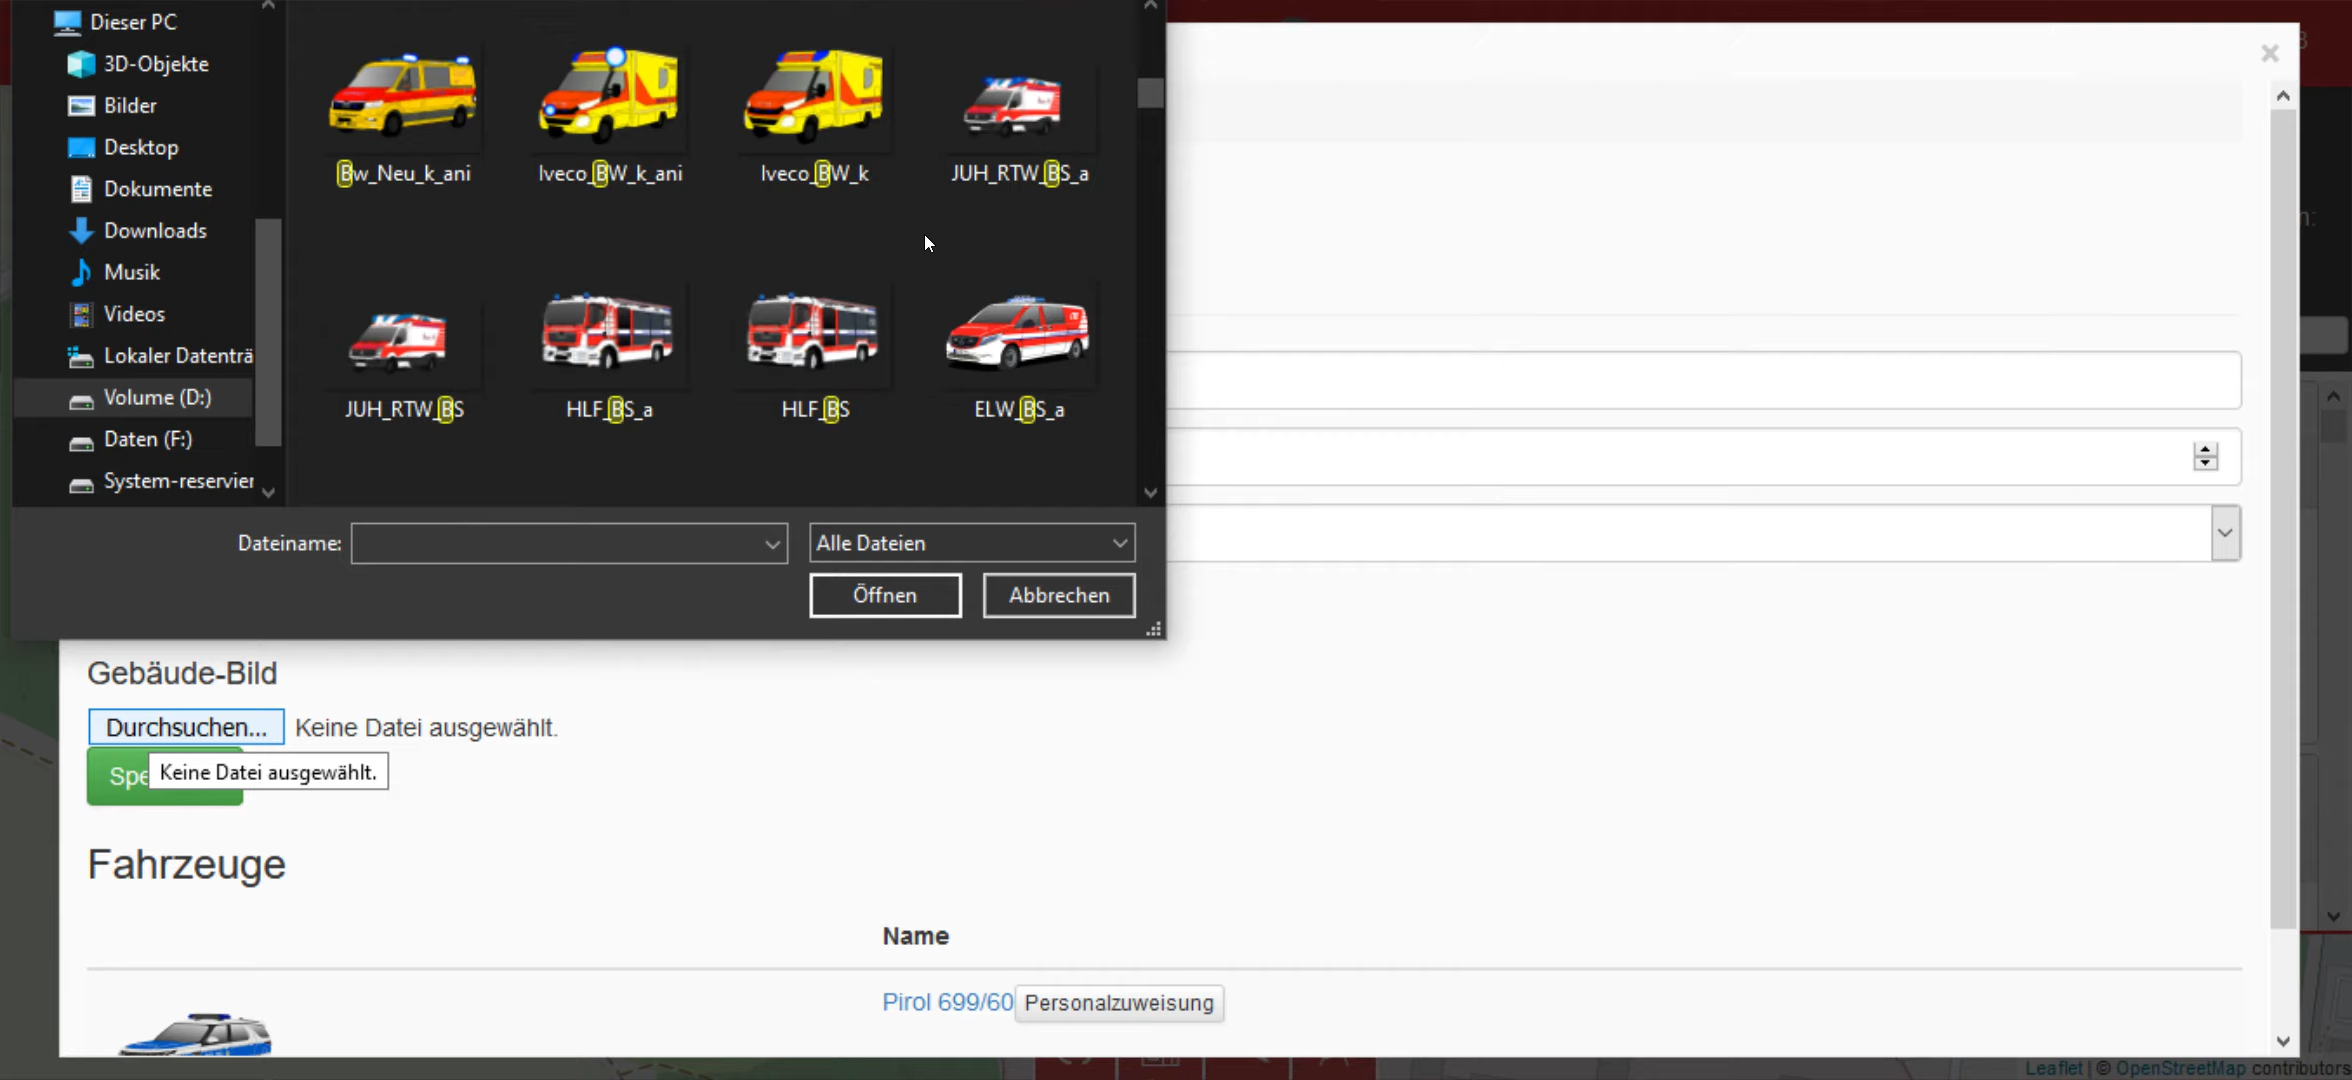 Dieser PC
3D-Objekte
Bilder
Desktop
Dokumente
Downloads
Musik
Videos
Lokaler Datenträ
Volume (D:)
Daten (F:)
System-reservier
Bw_Neu_k_ani
Iveco_BW_k_ani
Iveco_BW_k
JUH_RTW_BS_a
JUH_RTW_BS
HLF_BS_a
HLF_BS
ELW_BS_a
Dateiname:
Alle Dateien
Öffnen
Abbrechen
n:
Gebäude-Bild
Durchsuchen...
Keine Datei ausgewählt.
Spe
Keine Datei ausgewählt.
Fahrzeuge
Name
Pirol 699/60
Personalzuweisung
Leaflet | © OpenStreetMap contributors